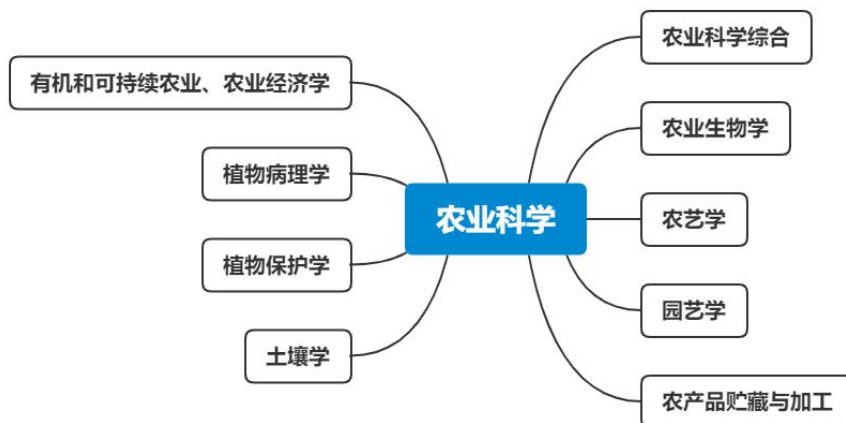 农业科学
农业科学综合
农业生物学
农艺学
园艺学
农产品贮藏与加工
有机和可持续农业、农业经济学
植物病理学
植物保护学
土壤学